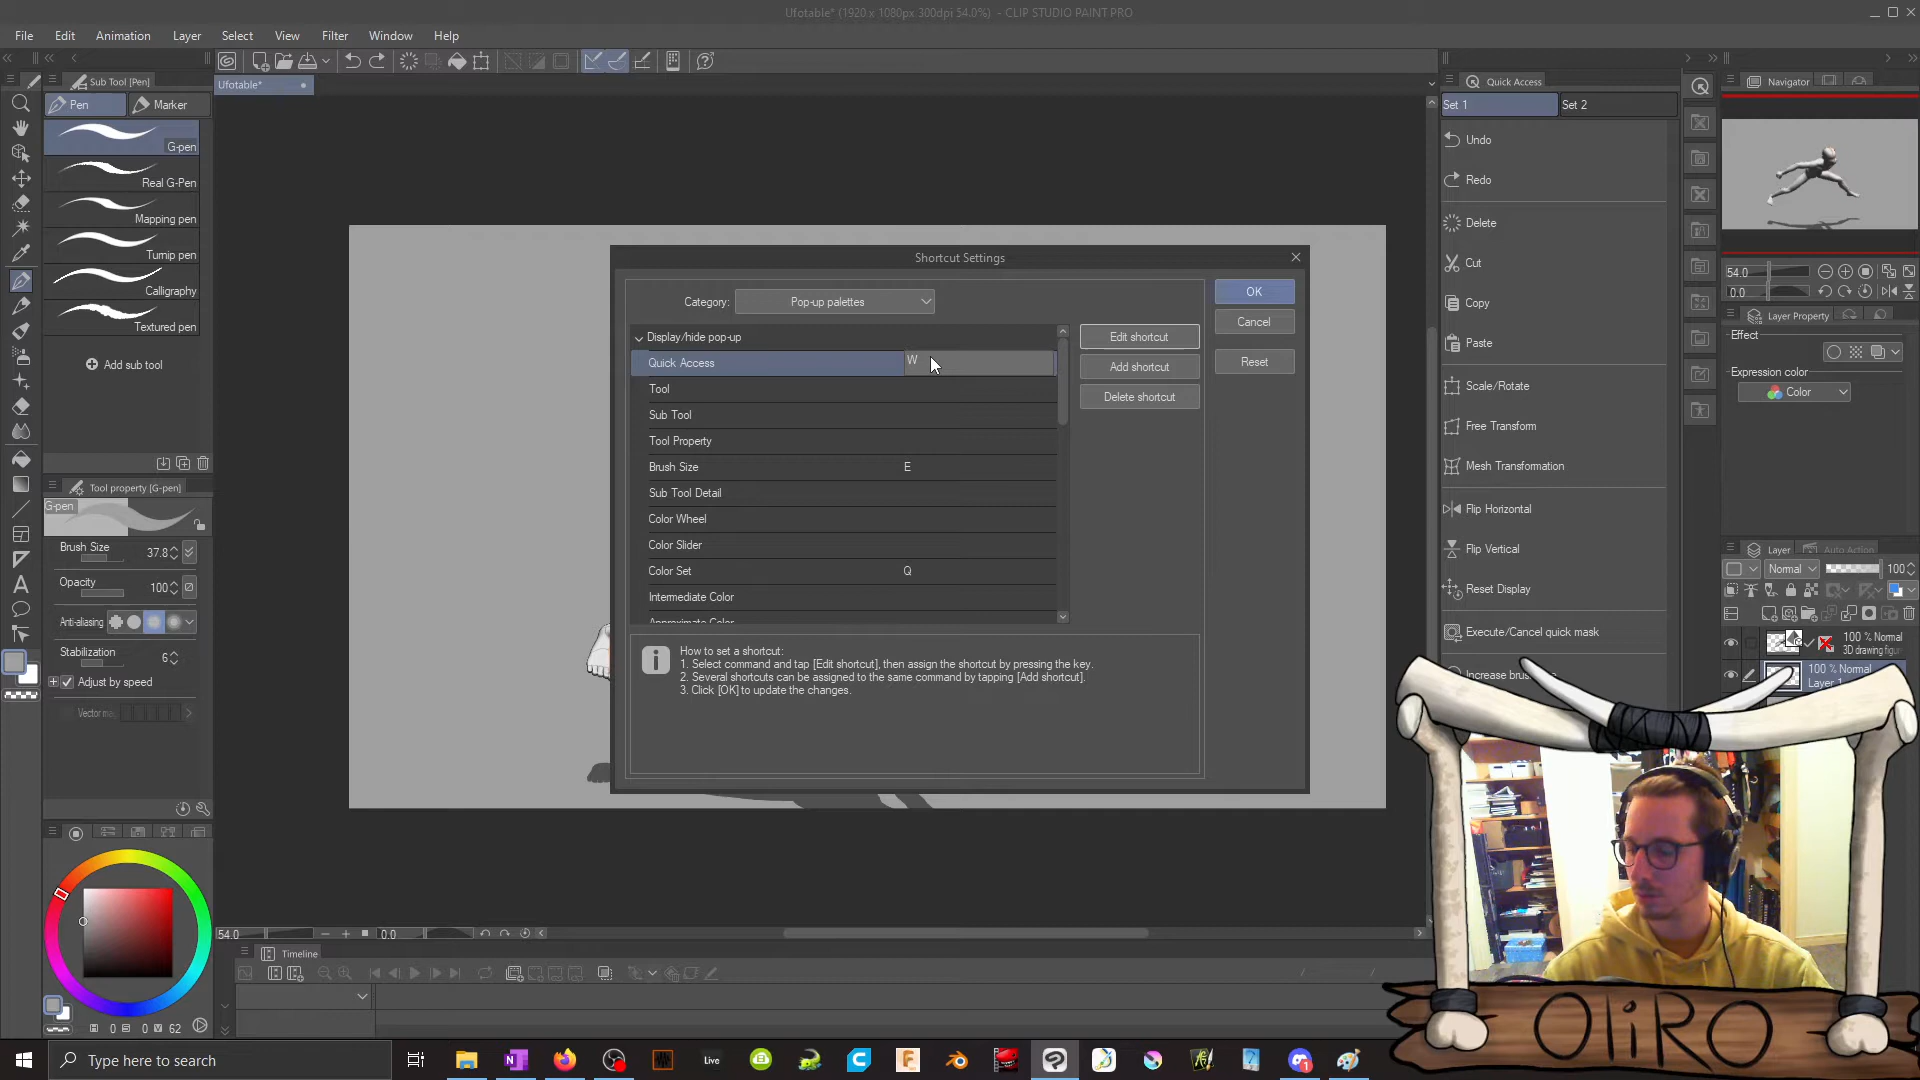 Ufotable* (1920 x 1080px 300dpi 54.0%) - CLIP STUDIO PAINT PRO
File Edit Animation Layer Select View Filter Window Help
Sub Tool [Pen]
Pen
Marker
G-pen
Real G-Pen
Mapping pen
Turnip pen
Calligraphy
Textured pen
Add sub tool
Tool property [G-pen]
G-pen
Brush Size 37.8
Opacity 100
Anti-aliasing
Stabilization 6
Adjust by speed
0 0 62
Ufotable*
Shortcut Settings
Category: Pop-up palettes
Display/hide pop-up
Quick Access W
Tool
Sub Tool
Tool Property
Brush Size E
Sub Tool Detail
Color Wheel
Color Slider
Color Set Q
Intermediate Color
Approximate Color
Edit shortcut
Add shortcut
Delete shortcut
OK
Cancel
Reset
How to set a shortcut:
1. Select command and tap [Edit shortcut], then assign the shortcut by pressing the key.
2. Several shortcuts can be assigned to the same command by tapping [Add shortcut].
3. Click [OK] to update the changes.
54.0 0.0
Timeline
Quick Access
Set 1
Set 2
Undo
Redo
Delete
Cut
Copy
Paste
Scale/Rotate
Free Transform
Mesh Transformation
Flip Horizontal
Flip Vertical
Reset Display
Execute/Cancel quick mask
Navigator
54.0
0.0
Layer Property
Effect
Expression color
Color
Layer
Auto Action
Normal 100
100 % Normal
100 % Normal
Layer 1
OLiRO
Type here to search
Live
1